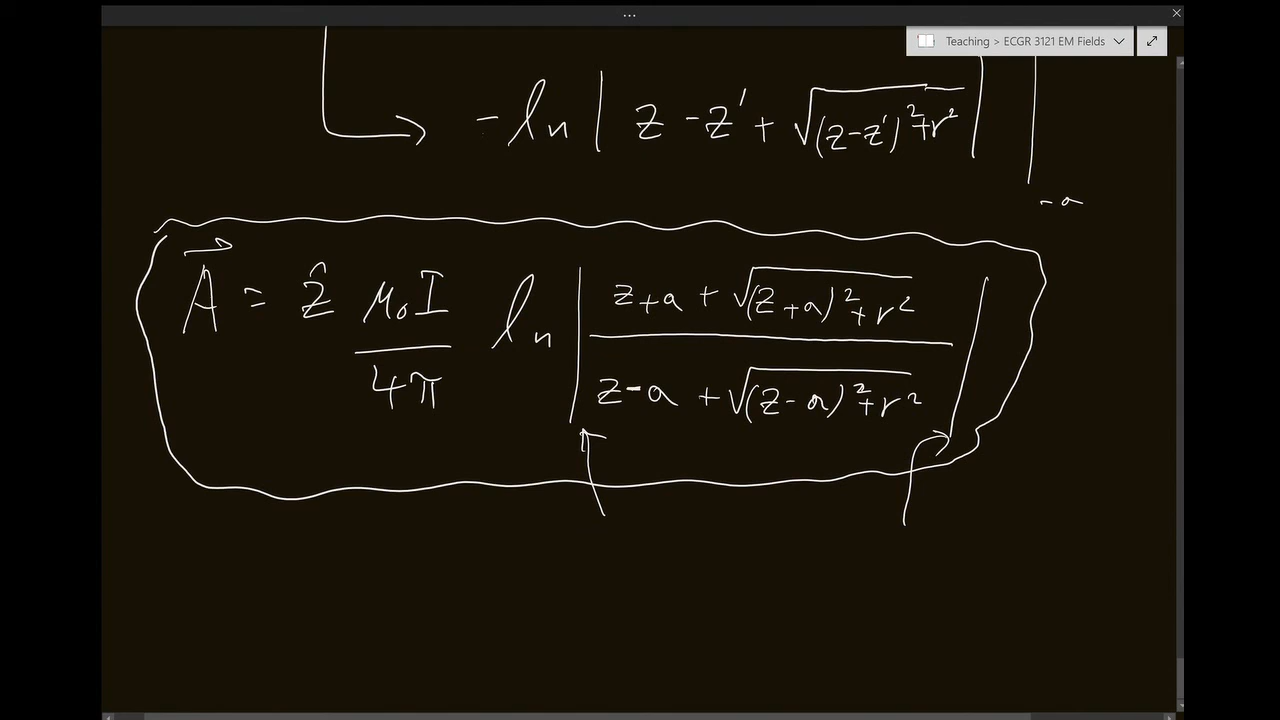 ...
Teaching > ECGR 3121 EM Fields
-ln | z - z' + √((z-z')² + r²) |
-a
A⃗ = ẑ μ₀I/4π ln | (z+a + √((z+a)² + r²)) / (z-a + √((z-a)² + r²)) |